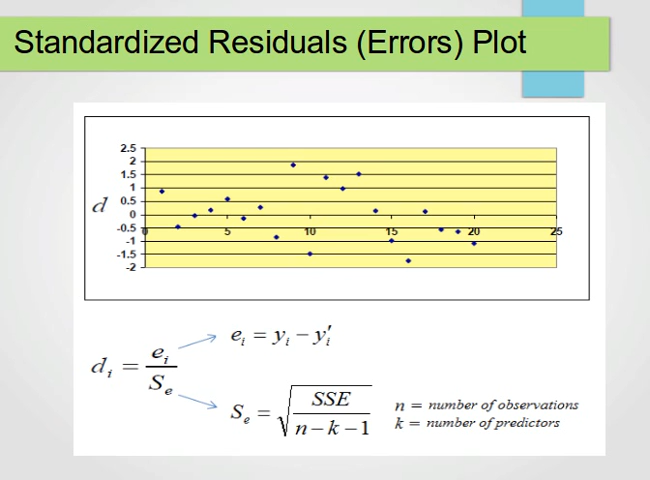 Standardized Residuals (Errors) Plot
2.5
2
1.5
1
0.5
0
-0.5
-1
-1.5
-2
d
0 5 10 15 20 25
d_i = e_i / S_e
e_i = y_i − y′_i
S_e = √(SSE / (n − k − 1))
n = number of observations
k = number of predictors